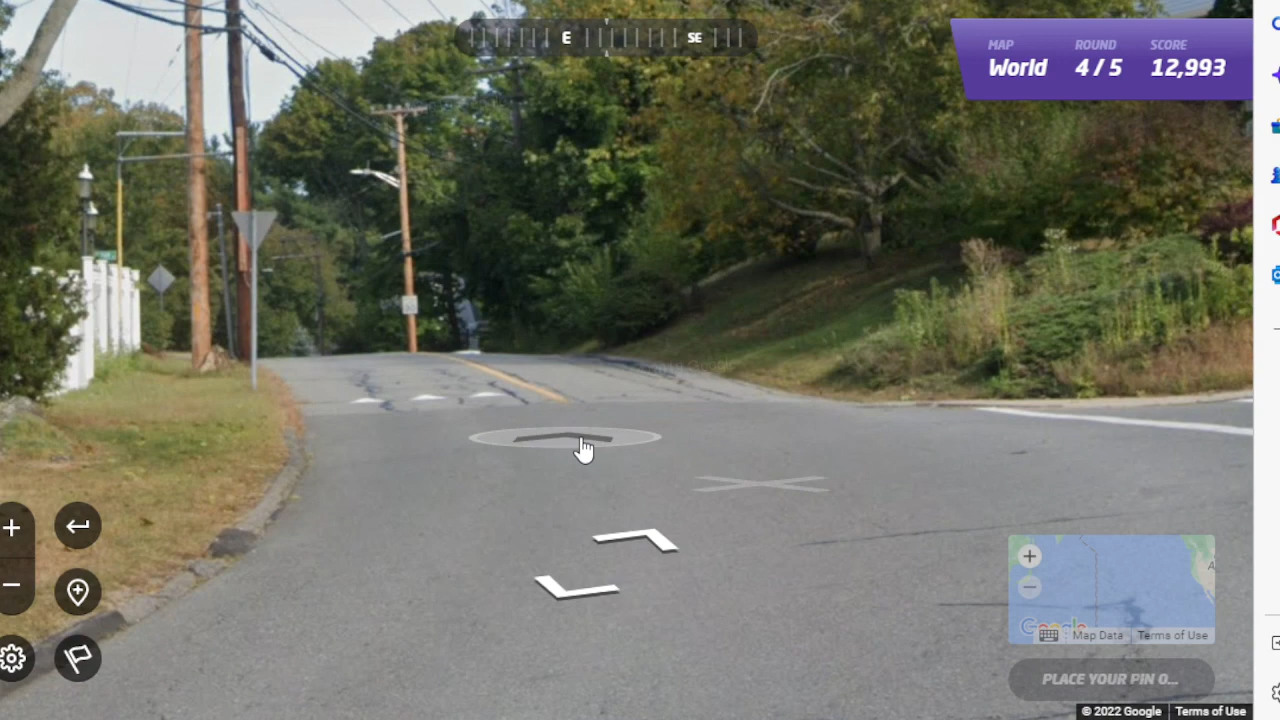 E
SE
MAP
World
ROUND
4 / 5
SCORE
12,993
+
−
+
−
A
Google
Map Data
Terms of Use
PLACE YOUR PIN O...
© 2022 Google
Terms of Use